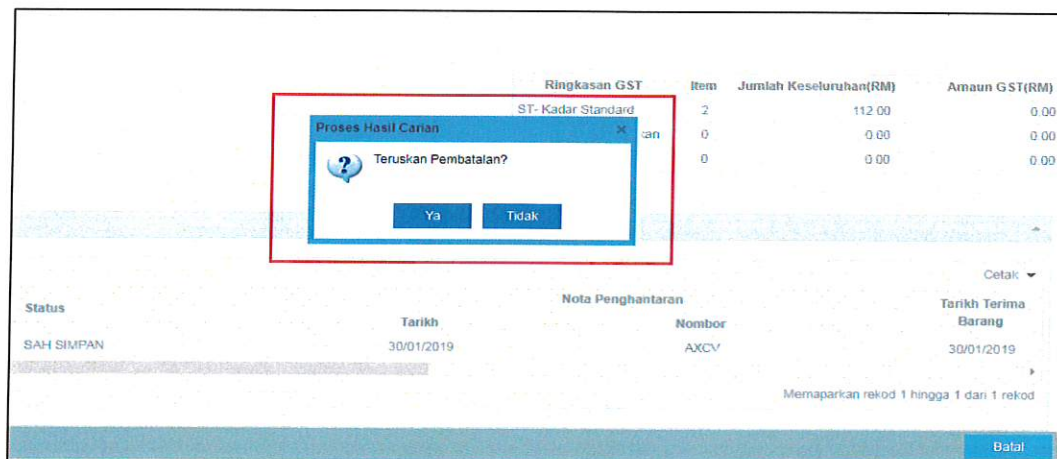 Ringkasan GST Item Jumlah Keseluruhan(RM) Amaun GST(RM)
ST- Kadar Standard 2 112.00 0.00
0 0.00 0.00
0 0.00 0.00
Proses Hasil Carian
Teruskan Pembatalan?
Ya Tidak
Cetak
Status Nota Penghantaran Tarikh Terima Barang
Tarikh Nombor
SAH SIMPAN 30/01/2019 AXCV 30/01/2019
Memaparkan rekod 1 hingga 1 dari 1 rekod
Batal